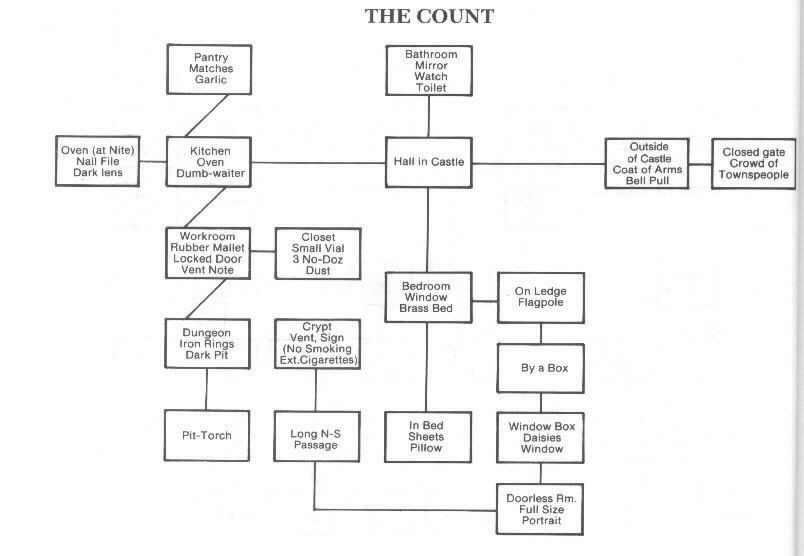 THE COUNT
Pantry
Matches
Garlic
Bathroom
Mirror
Watch
Toilet
Oven (at Nite)
Nail File
Dark lens
Kitchen
Oven
Dumb-waiter
Hall in Castle
Outside
of Castle
Coat of Arms
Bell Pull
Closed gate
Crowd of
Townspeople
Workroom
Rubber Mallet
Locked Door
Vent Note
Closet
Small Vial
3 No-Doz
Dust
Bedroom
Window
Brass Bed
On Ledge
Flagpole
Dungeon
Iron Rings
Dark Pit
Crypt
Vent, Sign
(No Smoking
Ext.Cigarettes)
By a Box
Pit-Torch
Long N-S
Passage
In Bed
Sheets
Pillow
Window Box
Daisies
Window
Doorless Rm.
Full Size
Portrait